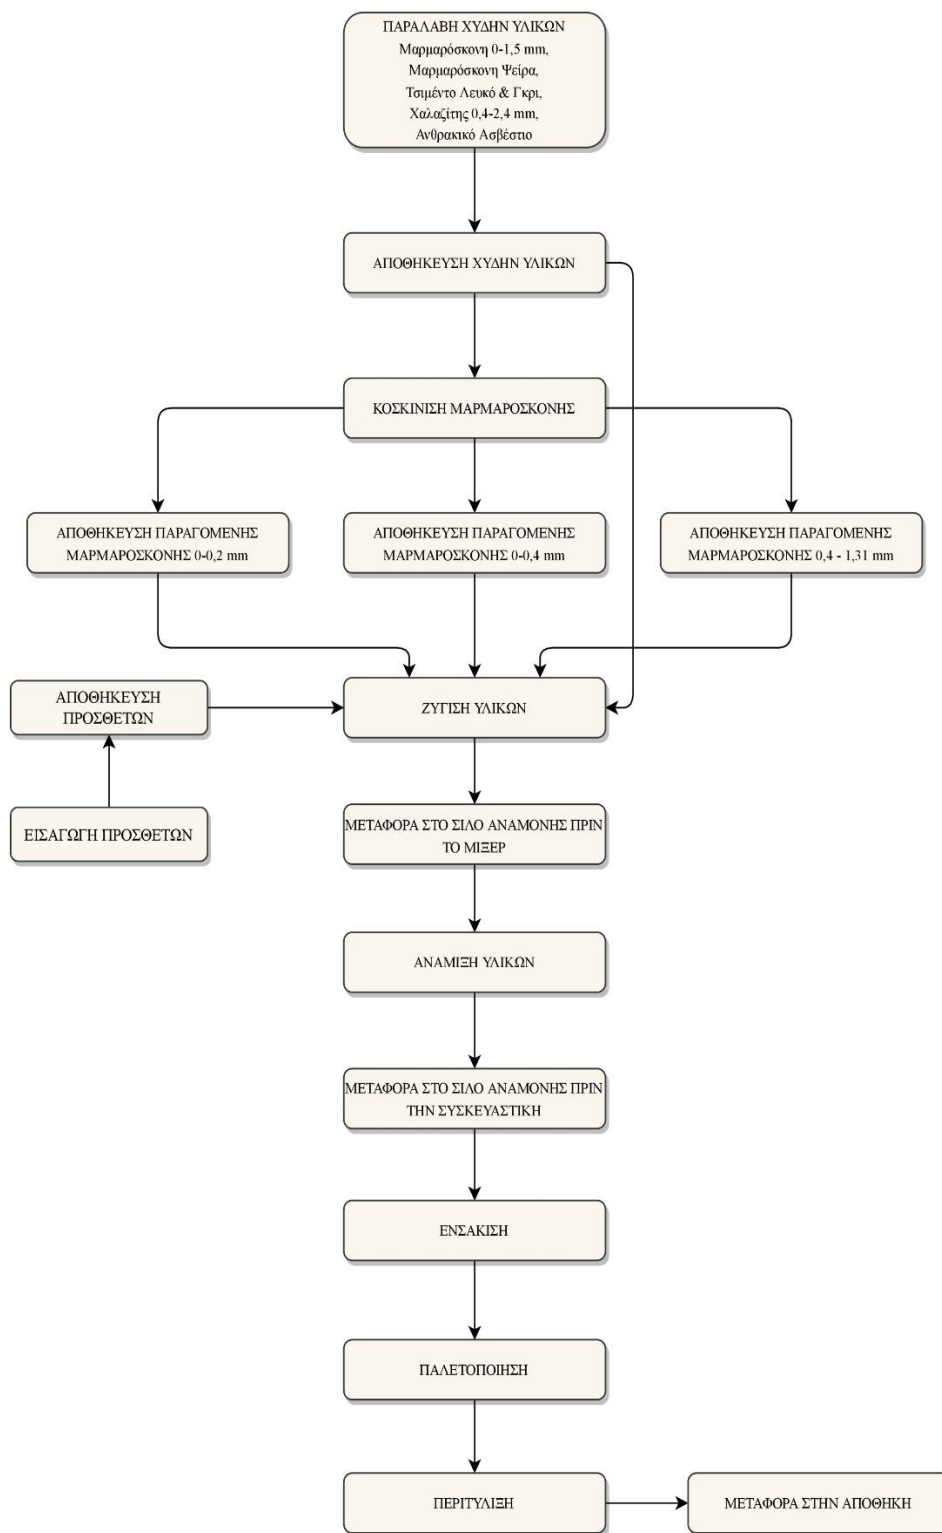 ΠΑΡΑΛΑΒΗ ΧΥΔΗΝ ΥΛΙΚΩΝ
Μαρμαρόσκονη 0-1,5 mm,
Μαρμαρόσκονη Ψείρα,
Τσιμέντο Λευκό & Γκρι,
Χαλαζίτης 0,4-2,4 mm,
Ανθρακικό Ασβέστιο
ΑΠΟΘΗΚΕΥΣΗ ΧΥΔΗΝ ΥΛΙΚΩΝ
ΚΟΣΚΙΝΙΣΗ ΜΑΡΜΑΡΟΣΚΟΝΗΣ
ΑΠΟΘΗΚΕΥΣΗ ΠΑΡΑΓΟΜΕΝΗΣ
ΜΑΡΜΑΡΟΣΚΟΝΗΣ 0-0,2 mm
ΑΠΟΘΗΚΕΥΣΗ ΠΑΡΑΓΟΜΕΝΗΣ
ΜΑΡΜΑΡΟΣΚΟΝΗΣ 0-0,4 mm
ΑΠΟΘΗΚΕΥΣΗ ΠΑΡΑΓΟΜΕΝΗΣ
ΜΑΡΜΑΡΟΣΚΟΝΗΣ 0,4 - 1,31 mm
ΑΠΟΘΗΚΕΥΣΗ
ΠΡΟΣΘΕΤΩΝ
ΖΥΓΙΣΗ ΥΛΙΚΩΝ
ΕΙΣΑΓΩΓΗ ΠΡΟΣΘΕΤΩΝ
ΜΕΤΑΦΟΡΑ ΣΤΟ ΣΙΛΟ ΑΝΑΜΟΝΗΣ ΠΡΙΝ
ΤΟ ΜΙΞΕΡ
ΑΝΑΜΙΞΗ ΥΛΙΚΩΝ
ΜΕΤΑΦΟΡΑ ΣΤΟ ΣΙΛΟ ΑΝΑΜΟΝΗΣ ΠΡΙΝ
ΤΗΝ ΣΥΣΚΕΥΑΣΤΙΚΗ
ΕΝΣΑΚΙΣΗ
ΠΑΛΕΤΟΠΟΙΗΣΗ
ΠΕΡΙΤΥΛΙΞΗ
ΜΕΤΑΦΟΡΑ ΣΤΗΝ ΑΠΟΘΗΚΗ